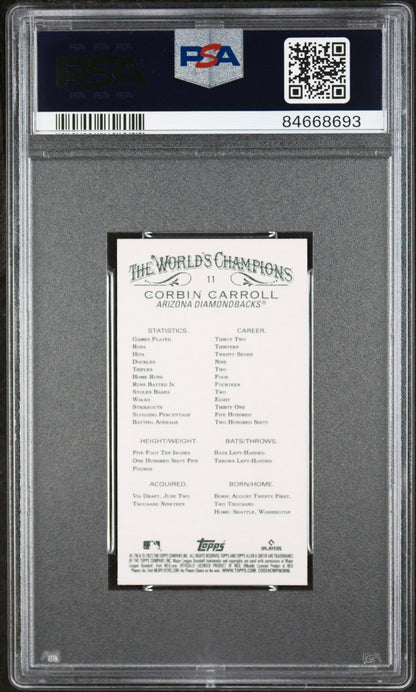 PSA
84668693
THE WORLD'S CHAMPIONS
11
CORBIN CARROLL
ARIZONA DIAMONDBACKS®
STATISTICS. CAREER.
GAMES PLAYED THIRTY TWO
RUNS THIRTEEN
HITS TWENTY SEVEN
DOUBLES NINE
TRIPLES TWO
HOME RUNS FOUR
RUNS BATTED IN FOURTEEN
STOLEN BASES TWO
WALKS EIGHT
STRIKEOUTS THIRTY ONE
SLUGGING PERCENTAGE FIVE HUNDRED
BATTING AVERAGE TWO HUNDRED SIXTY
HEIGHT/WEIGHT. BATS/THROWS.
FIVE FOOT TEN INCHES BATS LEFT-HANDED
ONE HUNDRED SIXTY FIVE THROWS LEFT-HANDED
POUNDS
ACQUIRED. BORN/HOME.
VIA DRAFT, JUNE TWO BORN: AUGUST TWENTY FIRST,
THOUSAND NINETEEN TWO THOUSAND
HOME: SEATTLE, WASHINGTON
Topps
PLAYERS